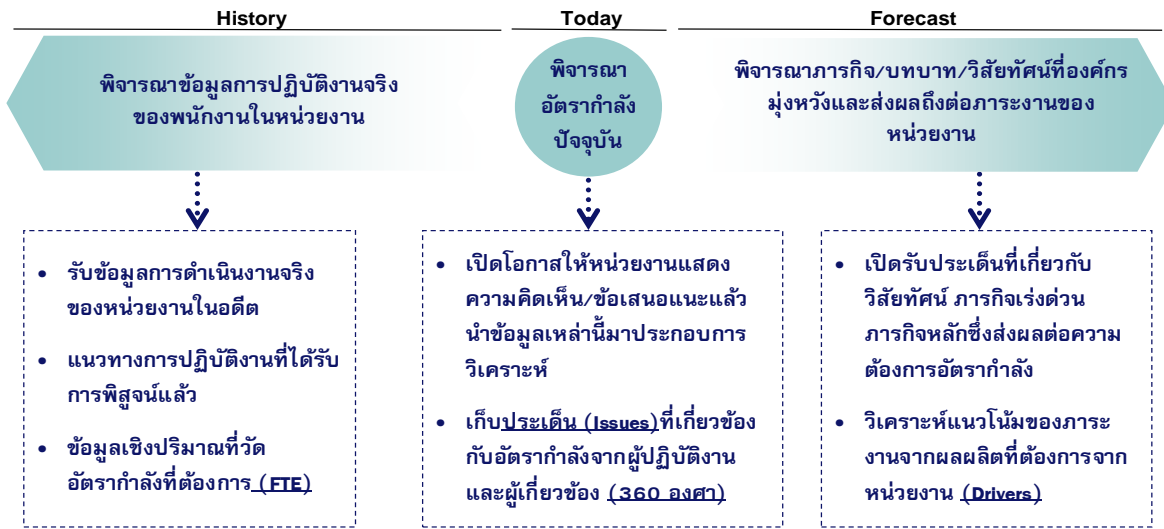 History
Today
Forecast
พิจารณาข้อมูลการปฏิบัติงานจริง
ของพนักงานในหน่วยงาน
พิจารณา
อัตรากำลัง
ปัจจุบัน
พิจารณาภารกิจ/บทบาท/วิสัยทัศน์ที่องค์กร
มุ่งหวังและส่งผลถึงต่อภาระงานของ
หน่วยงาน
• รับข้อมูลการดำเนินงานจริง
ของหน่วยงานในอดีต
• แนวทางการปฏิบัติงานที่ได้รับ
การพิสูจน์แล้ว
• ข้อมูลเชิงปริมาณที่วัด
อัตรากำลังที่ต้องการ (FTE)
• เปิดโอกาสให้หน่วยงานแสดง
ความคิดเห็น/ข้อเสนอแนะแล้ว
นำข้อมูลเหล่านี้มาประกอบการ
วิเคราะห์
• เก็บประเด็น (Issues)ที่เกี่ยวข้อง
กับอัตรากำลังจากผู้ปฏิบัติงาน
และผู้เกี่ยวข้อง (360 องศา)
• เปิดรับประเด็นที่เกี่ยวกับ
วิสัยทัศน์ ภารกิจเร่งด่วน
ภารกิจหลักซึ่งส่งผลต่อความ
ต้องการอัตรากำลัง
• วิเคราะห์แนวโน้มของภาระ
งานจากผลผลิตที่ต้องการจาก
หน่วยงาน (Drivers)